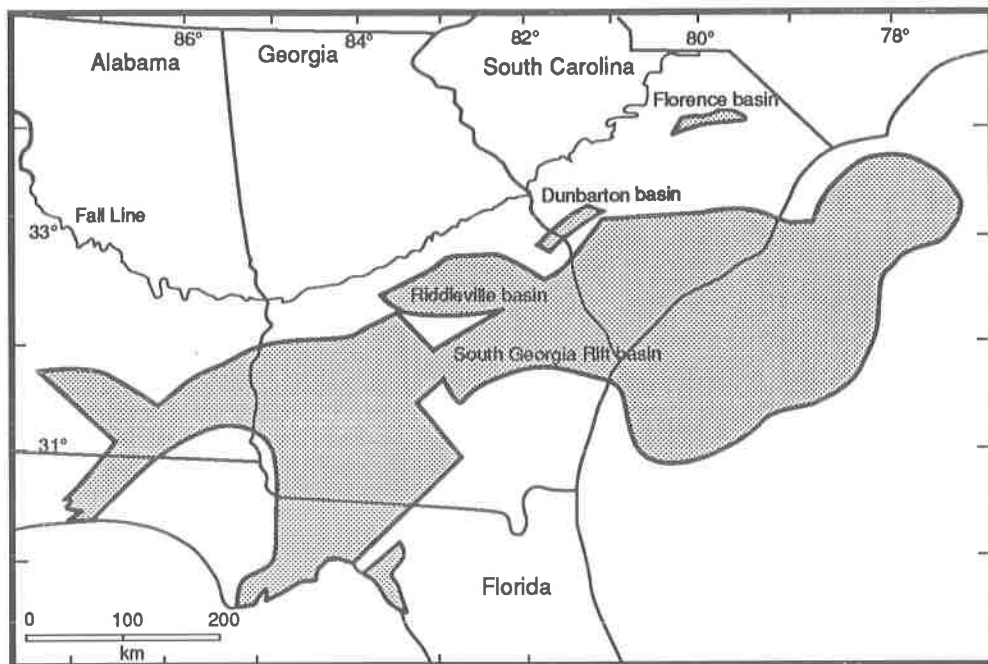 86°
84°
82°
80°
78°
Alabama
Georgia
South Carolina
Florence basin
Dunbarton basin
Fall Line
33°
Riddleville basin
South Georgia Rift basin
31°
Florida
0 100 200
km